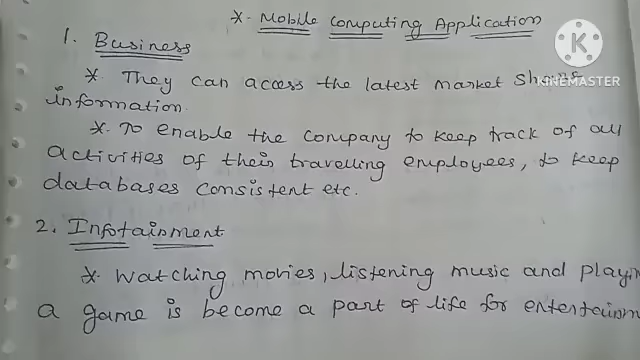 * Mobile Computing Application
1. Business
* They can access the latest market
information.
* To enable the company to keep track of all
activities of their travelling employees, to keep
databases consistent etc.
2. Infotainment
* Watching movies, listening music and playin
a game is become a part of life for entertainm
K
KINEMASTER